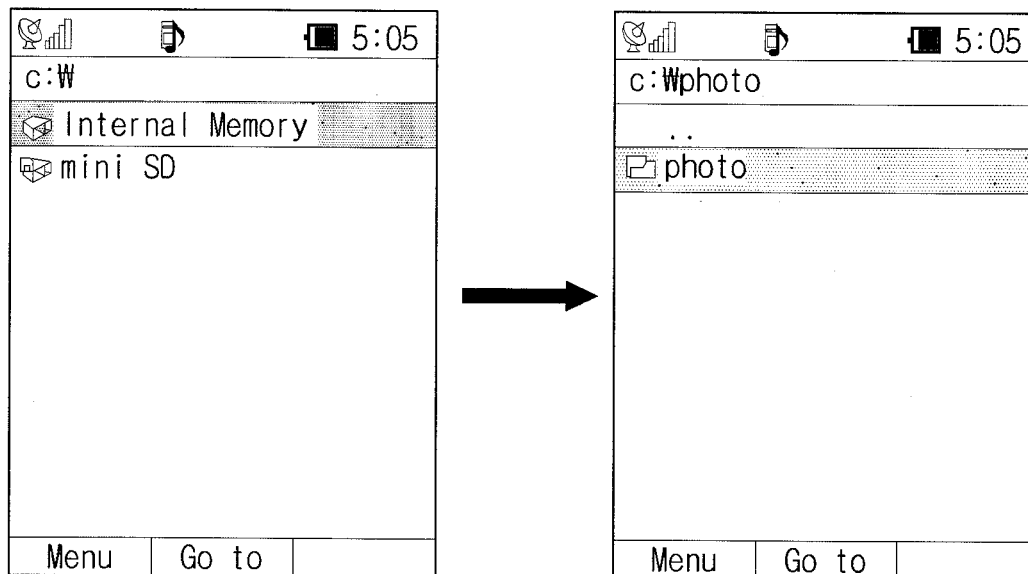 5:05
c:₩
Internal Memory
mini SD
Menu Go to
5:05
c:₩photo
..
photo
Menu Go to